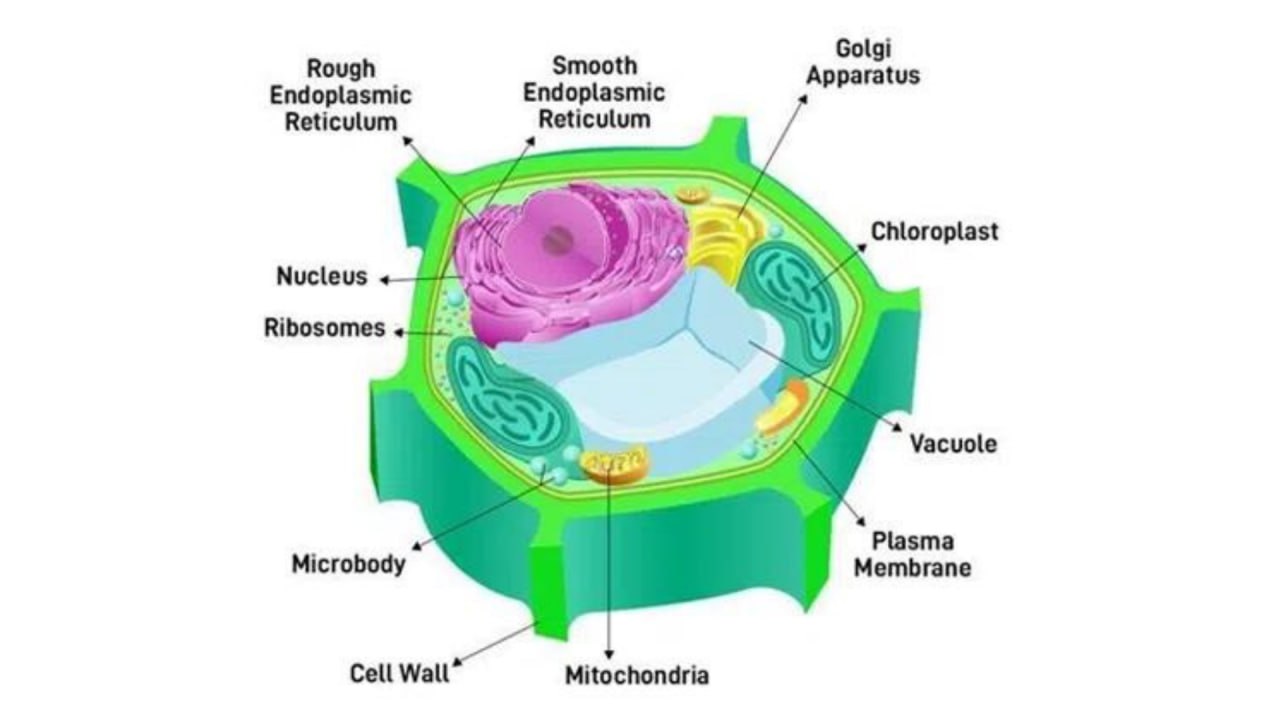 Rough
Endoplasmic
Reticulum
Smooth
Endoplasmic
Reticulum
Golgi
Apparatus
Chloroplast
Nucleus
Ribosomes
Vacuole
Plasma
Membrane
Microbody
Cell Wall
Mitochondria